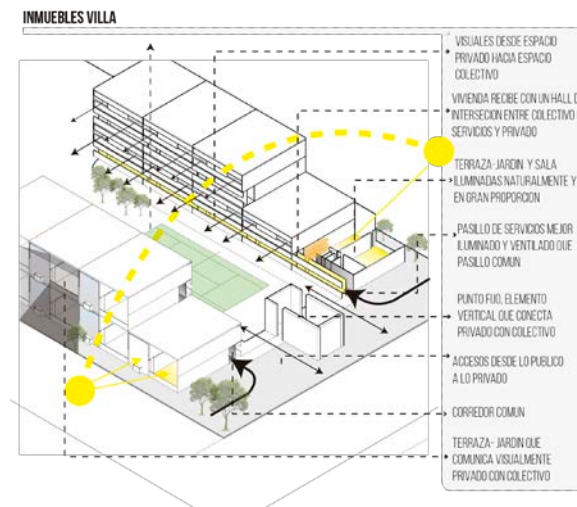 INMUEBLES VILLA
VISUALES DESDE ESPACIO
PRIVADO HACIA ESPACIO
COLECTIVO
VIVIENDA RECIBE CON UN HALL D
INTERSECION ENTRE COLECTIVO
SERVICIOS Y PRIVADO
TERRAZA-JARDIN Y SALA
ILUMINADAS NATURALMENTE Y
EN GRAN PROPORCION
PASILLO DE SERVICIOS MEJOR
ILUMINADO Y VENTILADO QUE
PASILLO COMUN
PUNTO FIJO, ELEMENTO
VERTICAL QUE CONECTA
PRIVADO CON COLECTIVO
ACCESOS DESDE LO PUBLICO
A LO PRIVADO
CORREDOR COMUN
TERRAZA- JARDIN QUE
COMUNICA VISUALMENTE
PRIVADO CON COLECTIVO